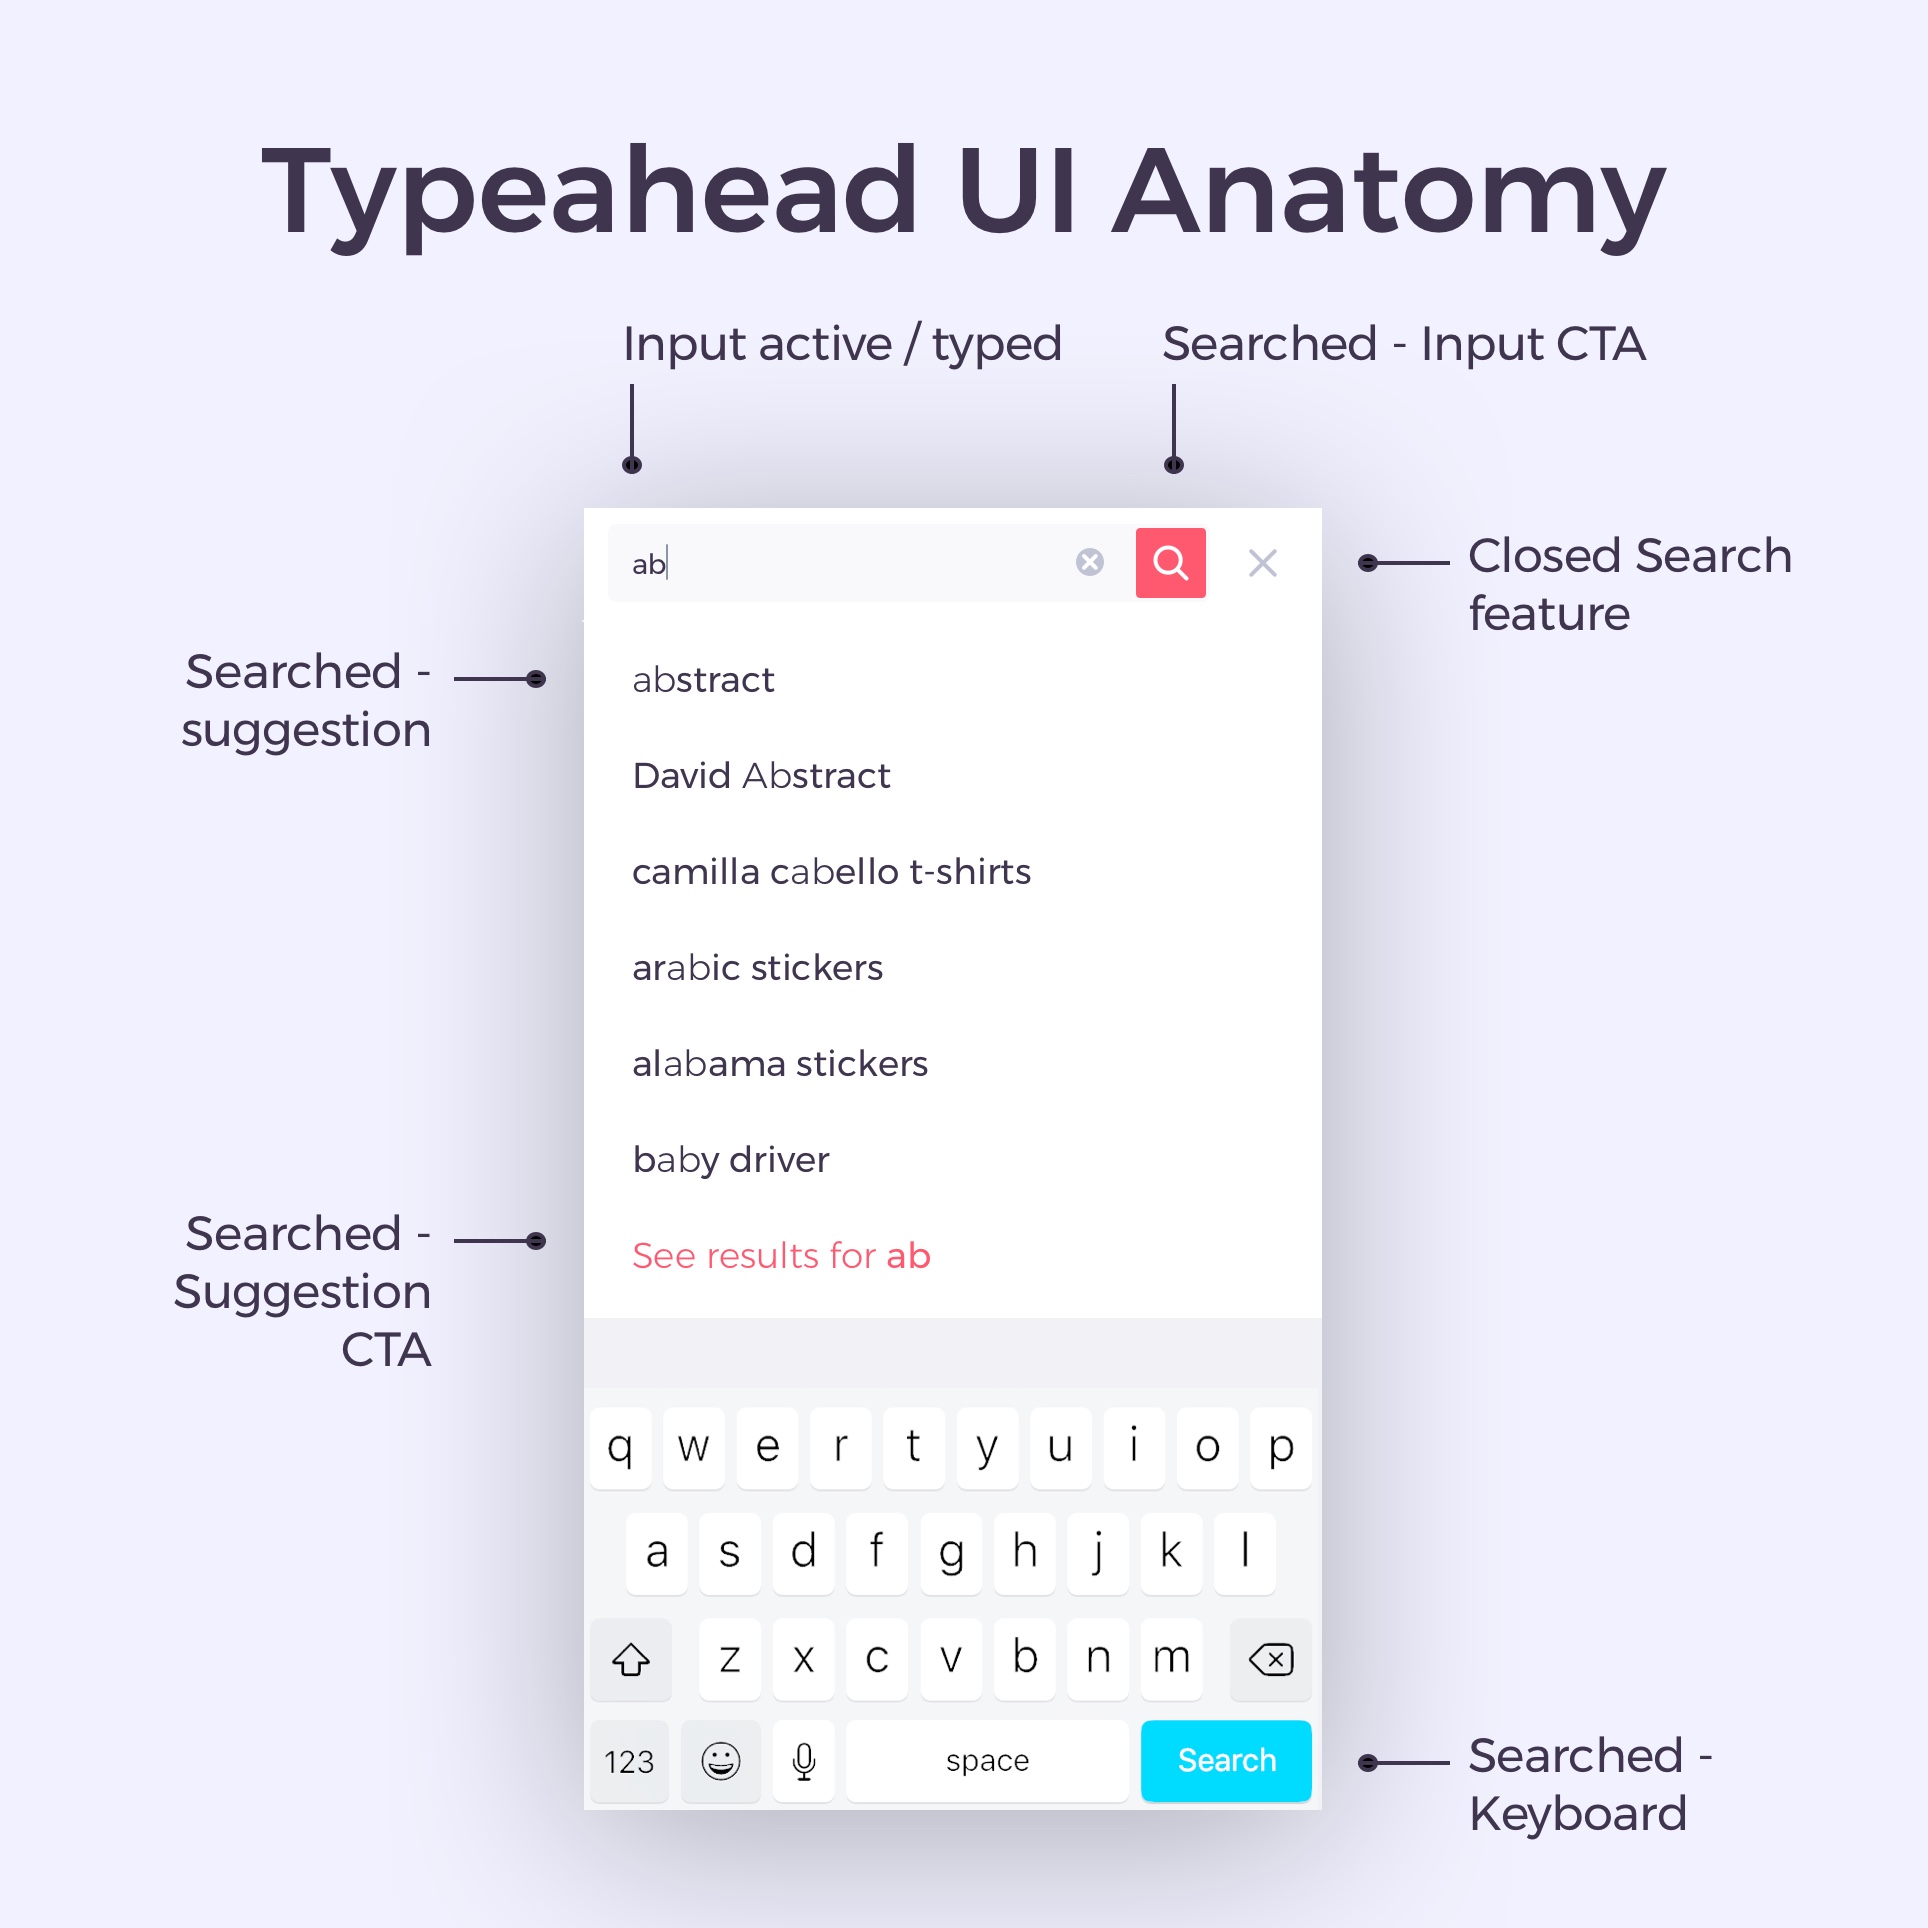 Typeahead UI Anatomy
Input active / typed
Searched - Input CTA
ab
Closed Search
feature
Searched -
suggestion
abstract
David Abstract
camilla cabello t-shirts
arabic stickers
alabama stickers
baby driver
Searched -
Suggestion
CTA
See results for ab
q w e r t y u i o p
a s d f g h j k l
z x c v b n m
123 space Search
Searched -
Keyboard